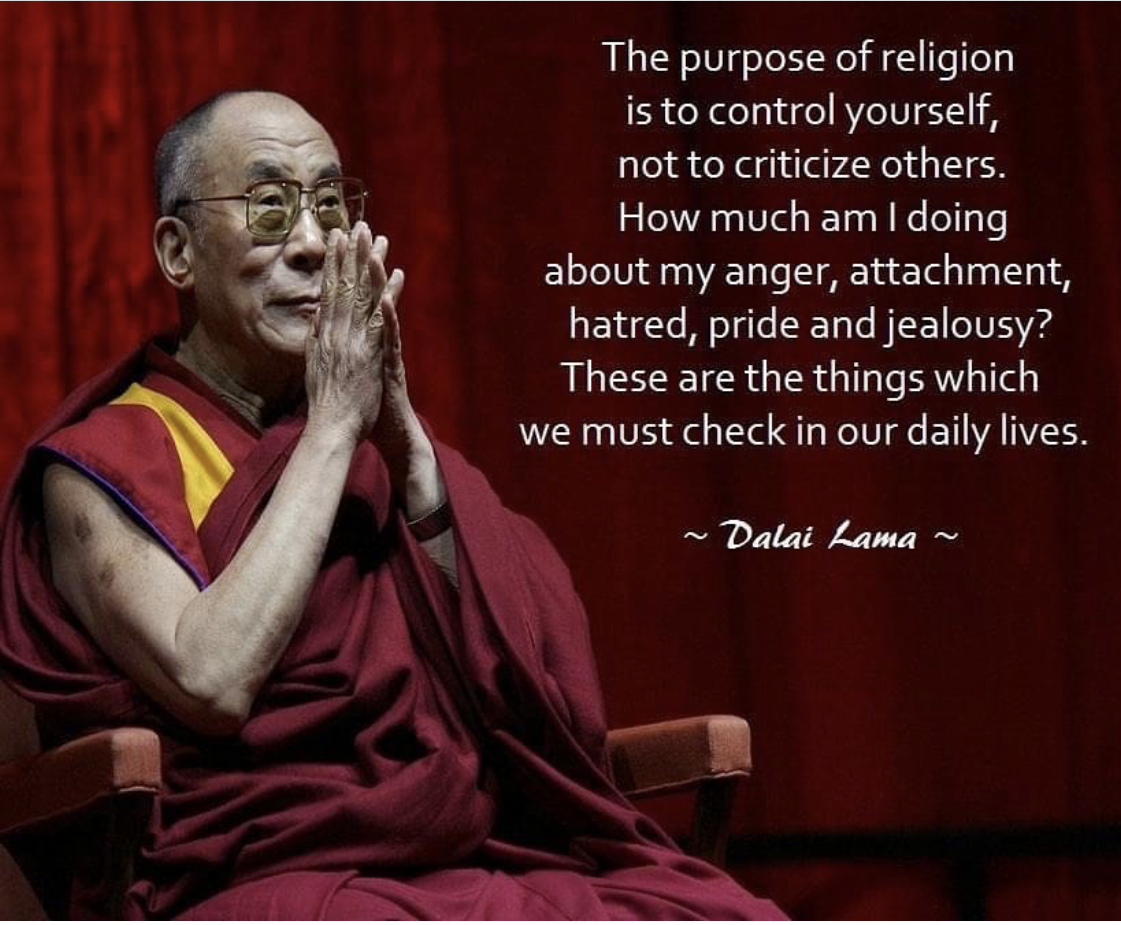 The purpose of religion
is to control yourself,
not to criticize others.
How much am I doing
about my anger, attachment,
hatred, pride and jealousy?
These are the things which
we must check in our daily lives.
~ Dalai Lama ~